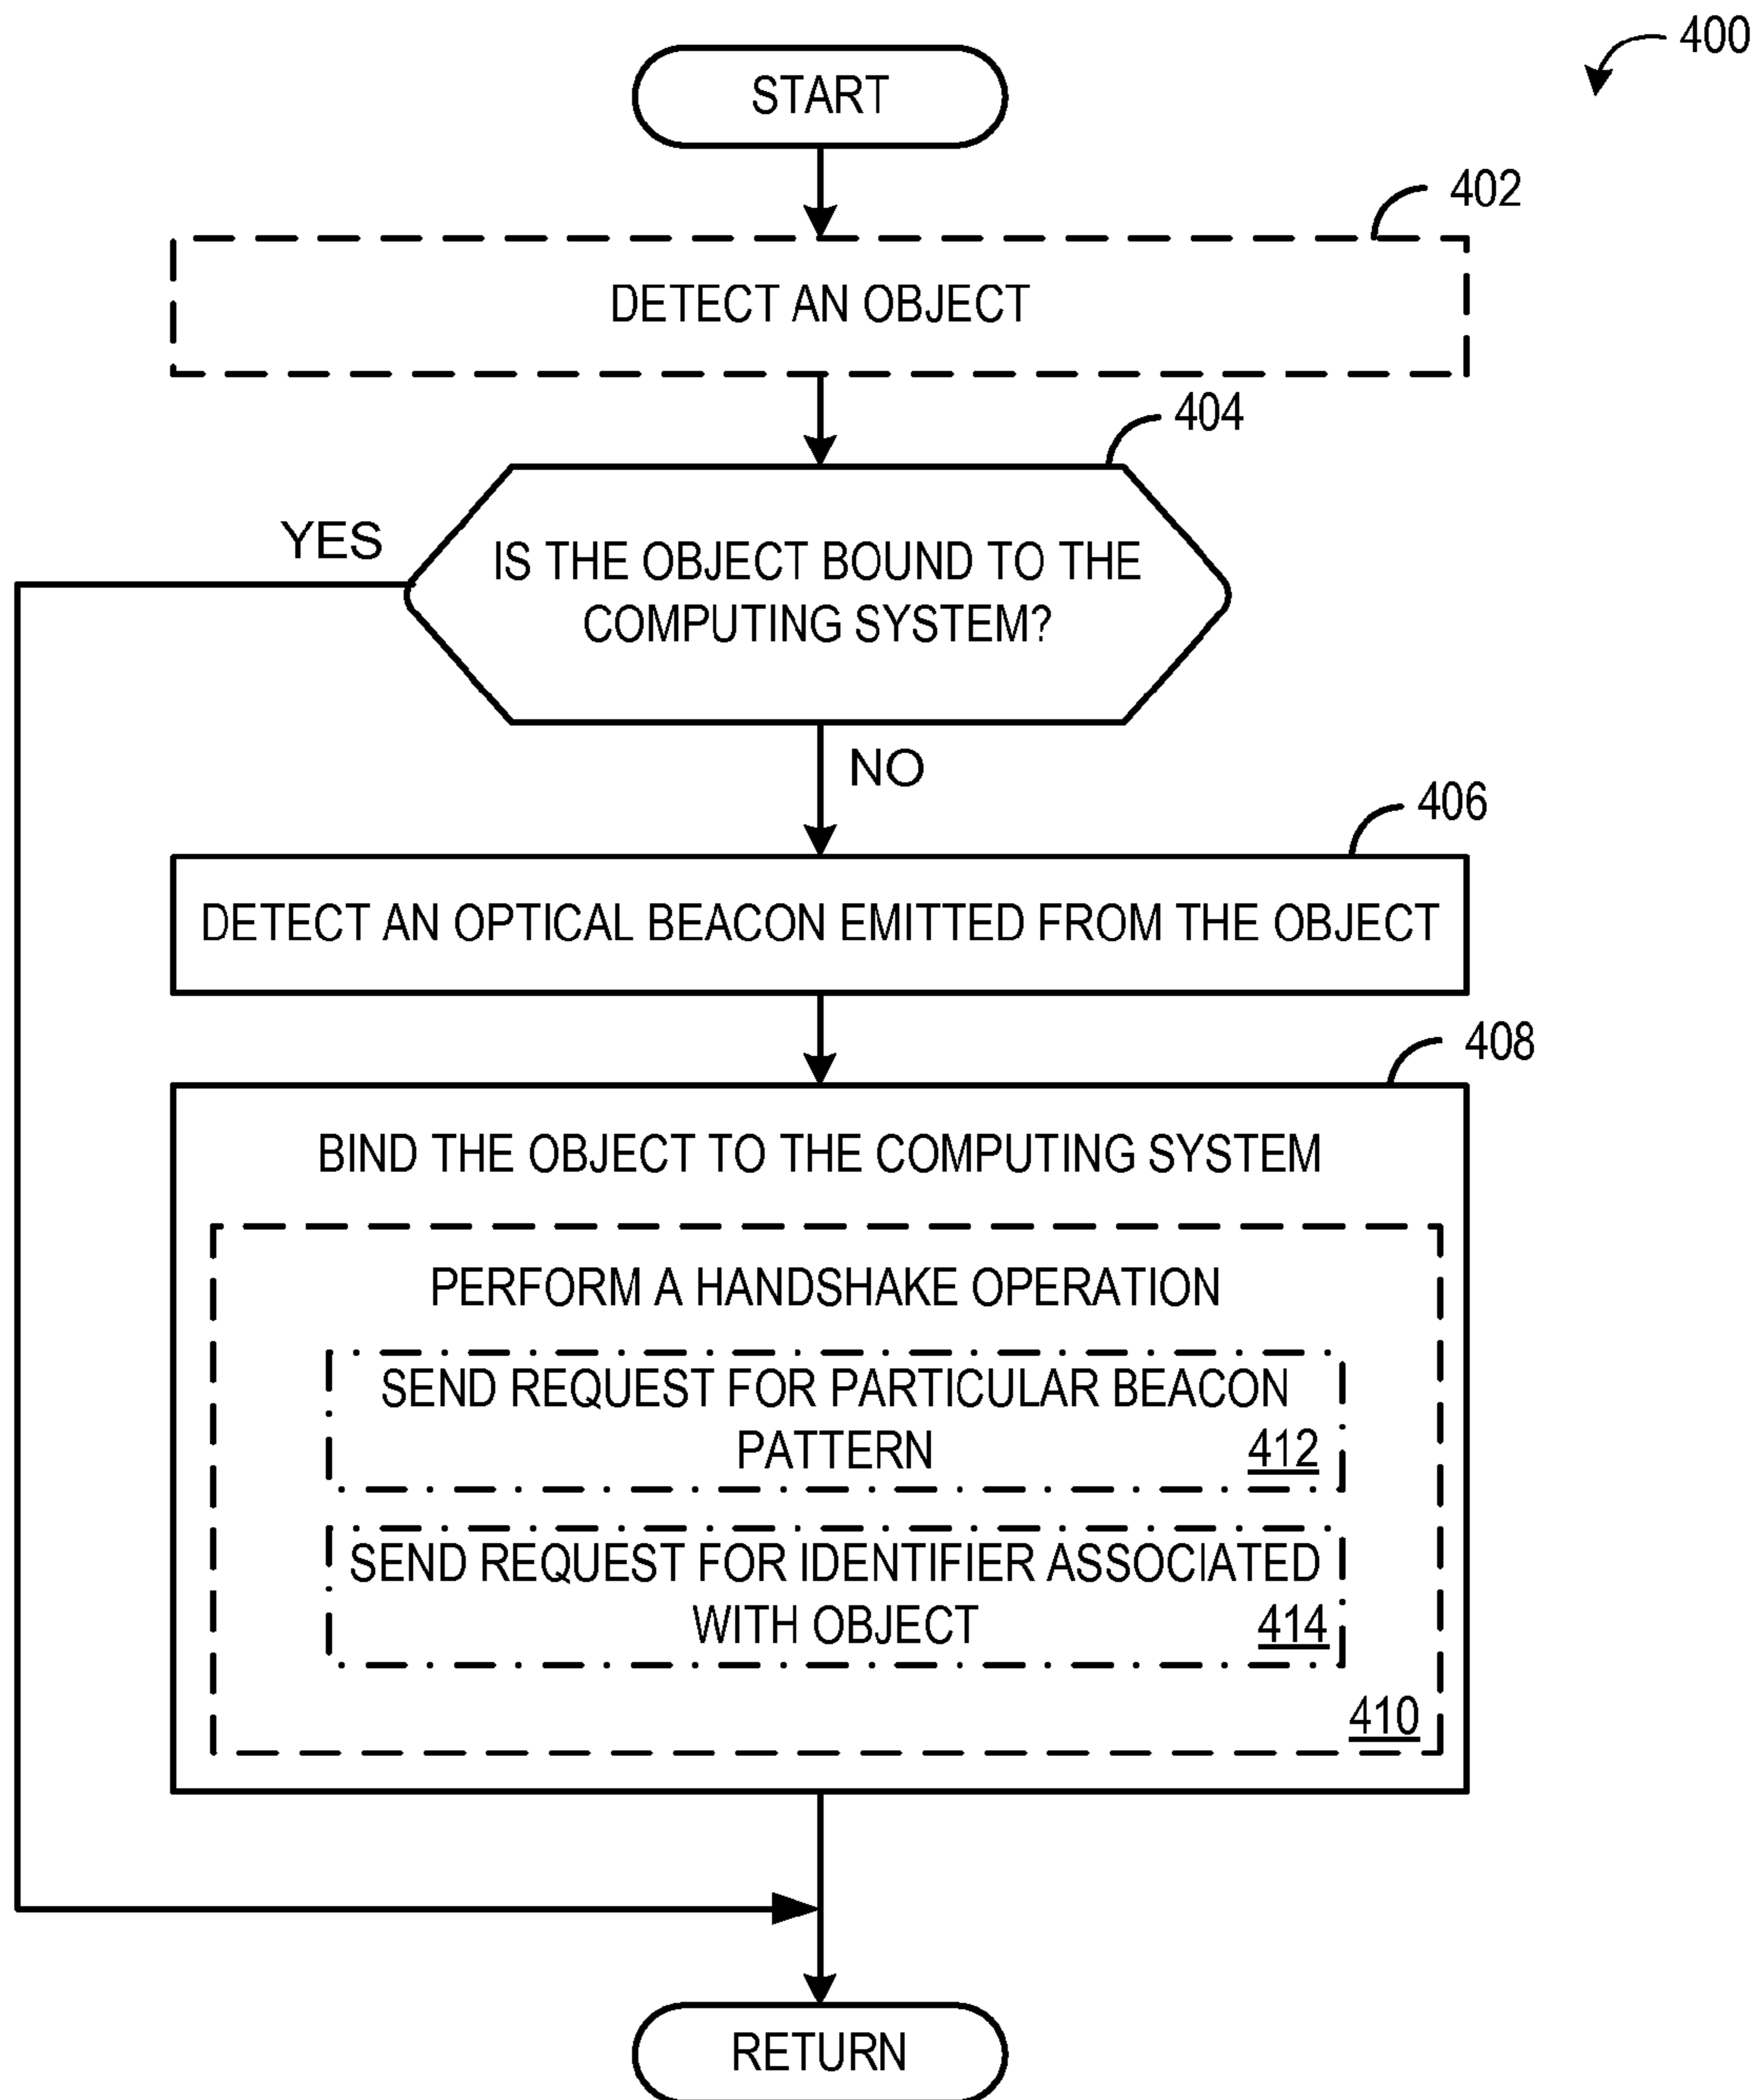 400
START
402
DETECT AN OBJECT
404
YES
IS THE OBJECT BOUND TO THE
COMPUTING SYSTEM?
NO
406
DETECT AN OPTICAL BEACON EMITTED FROM THE OBJECT
408
BIND THE OBJECT TO THE COMPUTING SYSTEM
PERFORM A HANDSHAKE OPERATION
SEND REQUEST FOR PARTICULAR BEACON
PATTERN 412
SEND REQUEST FOR IDENTIFIER ASSOCIATED
WITH OBJECT 414
410
RETURN